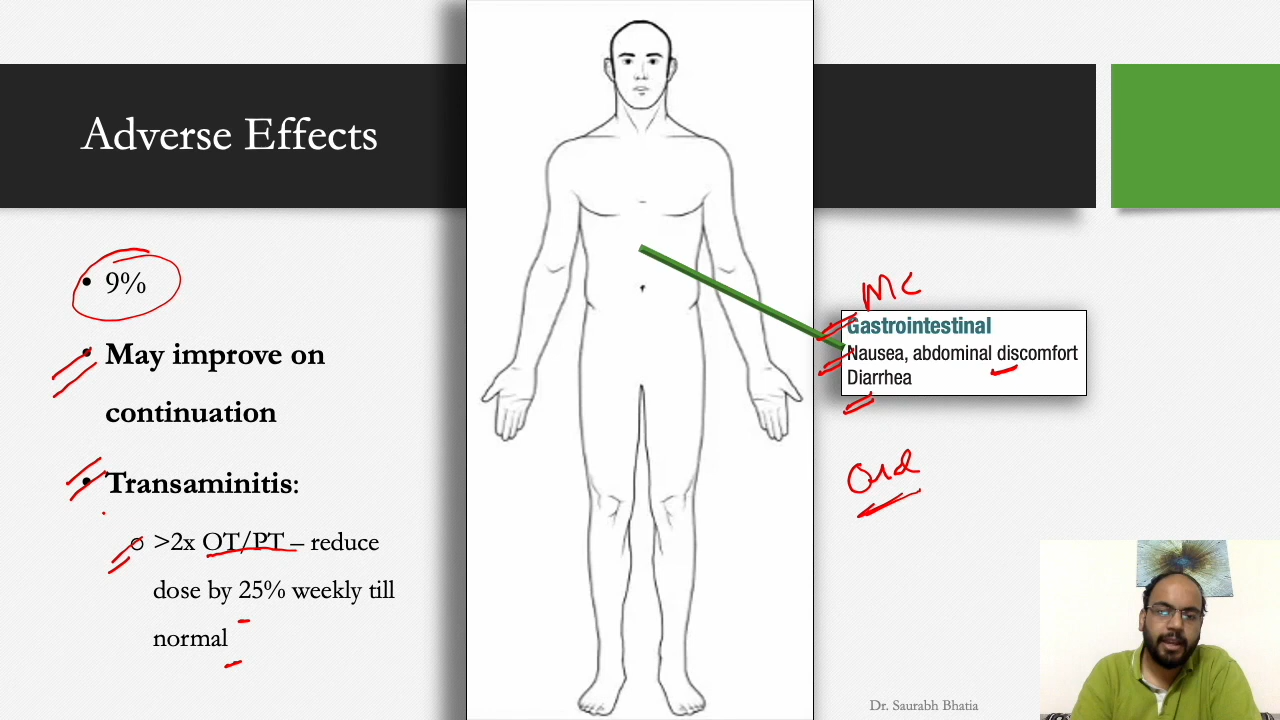 Adverse Effects
• 9%
• May improve on
continuation
• Transaminitis:
o >2x OT/PT – reduce
dose by 25% weekly till
normal
MC
Gastrointestinal
Nausea, abdominal discomfort
Diarrhea
Oral
Dr. Saurabh Bhatia